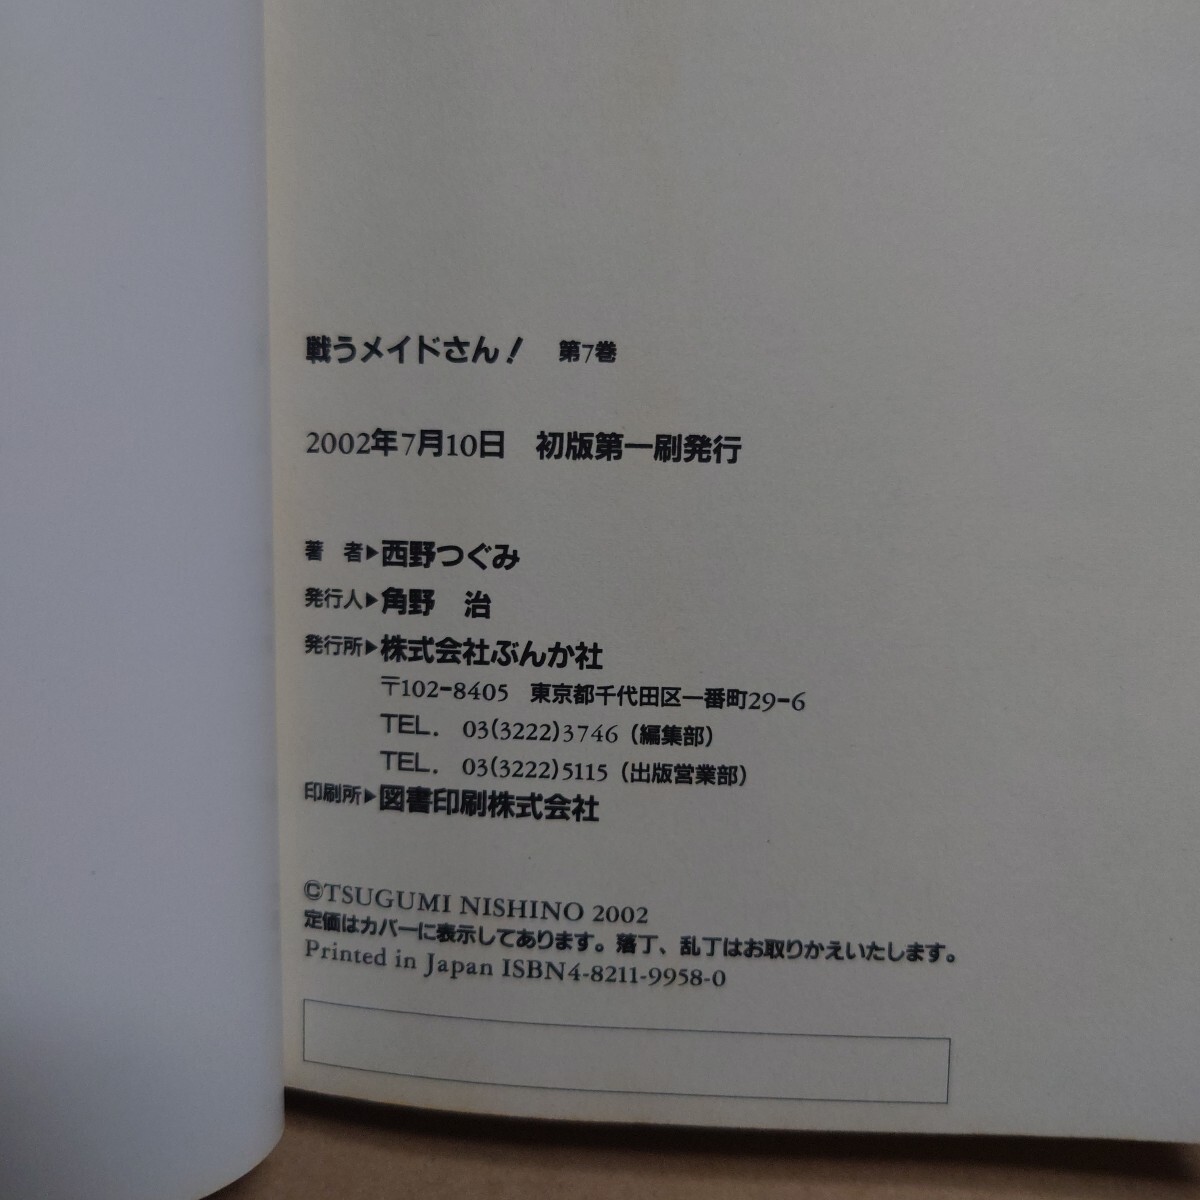 戦うメイドさん！　第7巻
2002年7月10日　初版第一刷発行
著　者▶西野つぐみ
発行人▶角野　治
発行所▶株式会社ぶんか社
〒102-8405　東京都千代田区一番町29-6
TEL. 03(3222)3746（編集部）
TEL. 03(3222)5115（出版営業部）
印刷所▶図書印刷株式会社
©TSUGUMI NISHINO 2002
定価はカバーに表示してあります。落丁、乱丁はお取りかえいたします。
Printed in Japan ISBN4-8211-9958-0